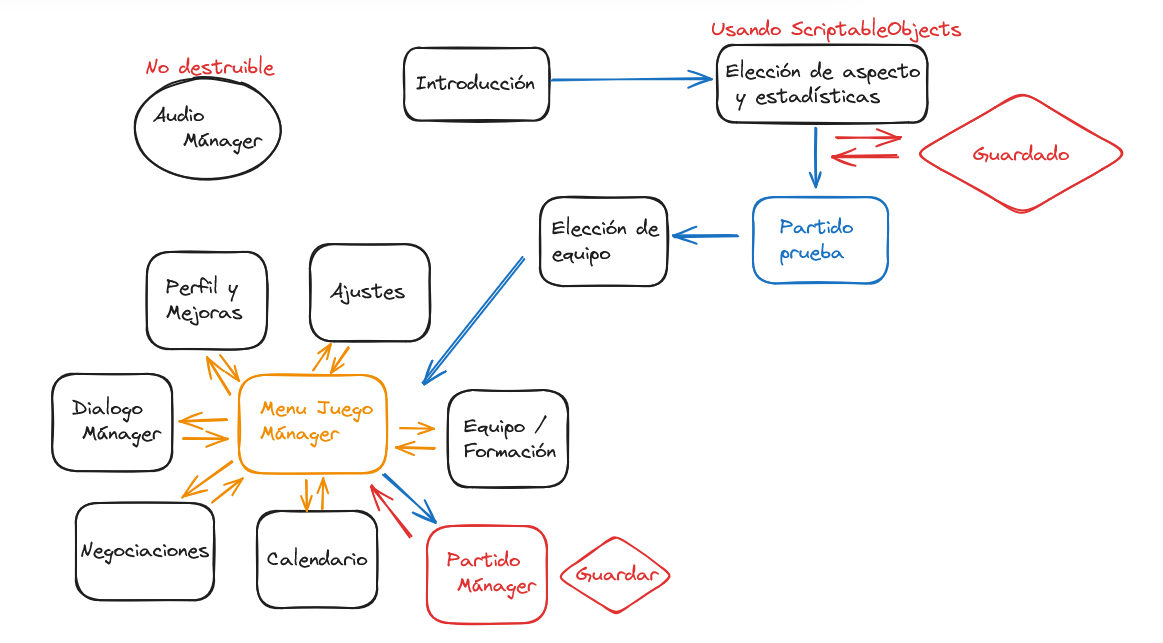 Usando ScriptableObjects
No destruible
Introducción
Elección de aspecto
y estadísticas
Audio
Mánager
Guardado
Elección de
equipo
Partido
prueba
Perfil y
Mejoras
Ajustes
Dialogo
Mánager
Menu Juego
Mánager
Equipo /
Formación
Negociaciones
Calendario
Partido
Mánager
Guardar